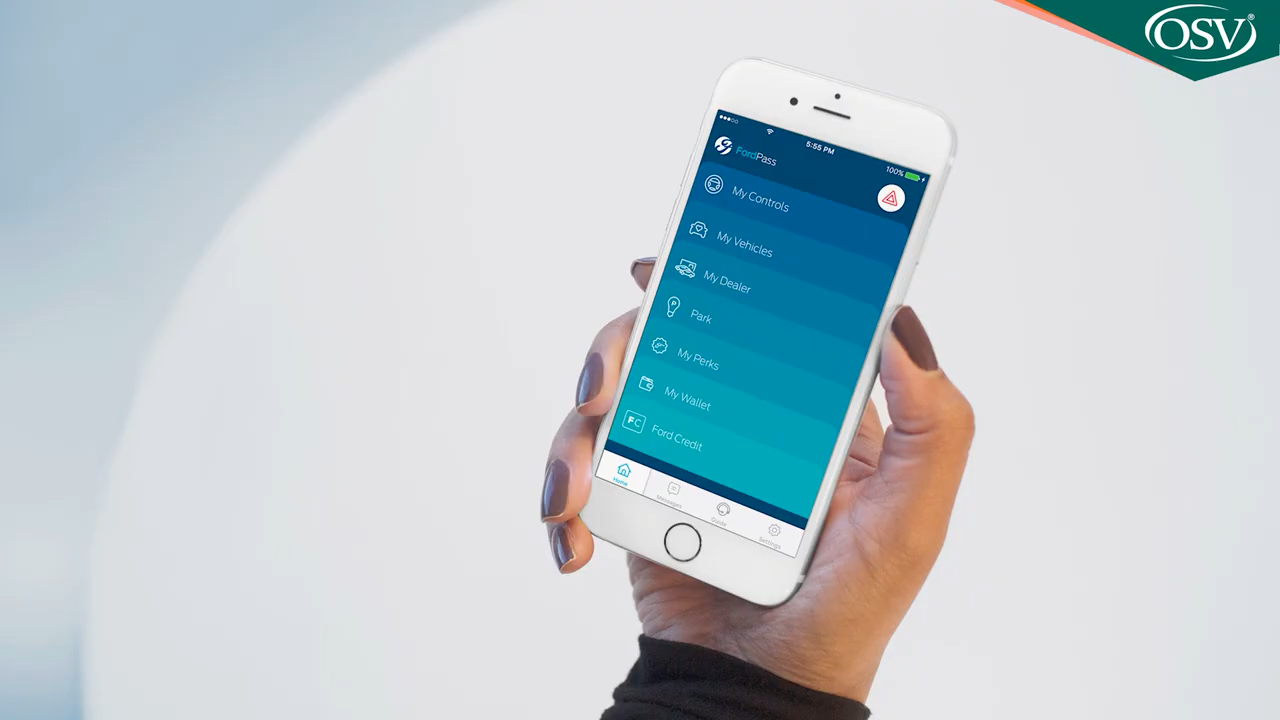 OSV®
5:55 PM
100%
FordPass
My Controls
My Vehicles
My Dealer
P
Park
My Perks
My Wallet
FC
Ford Credit
Home
Messages
Guide
Settings